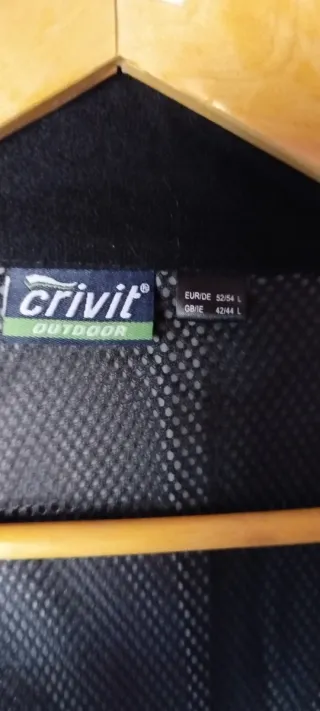 crivit®
OUTDOOR
EUR/DE 52/54 L
GB/IE 42/44 L